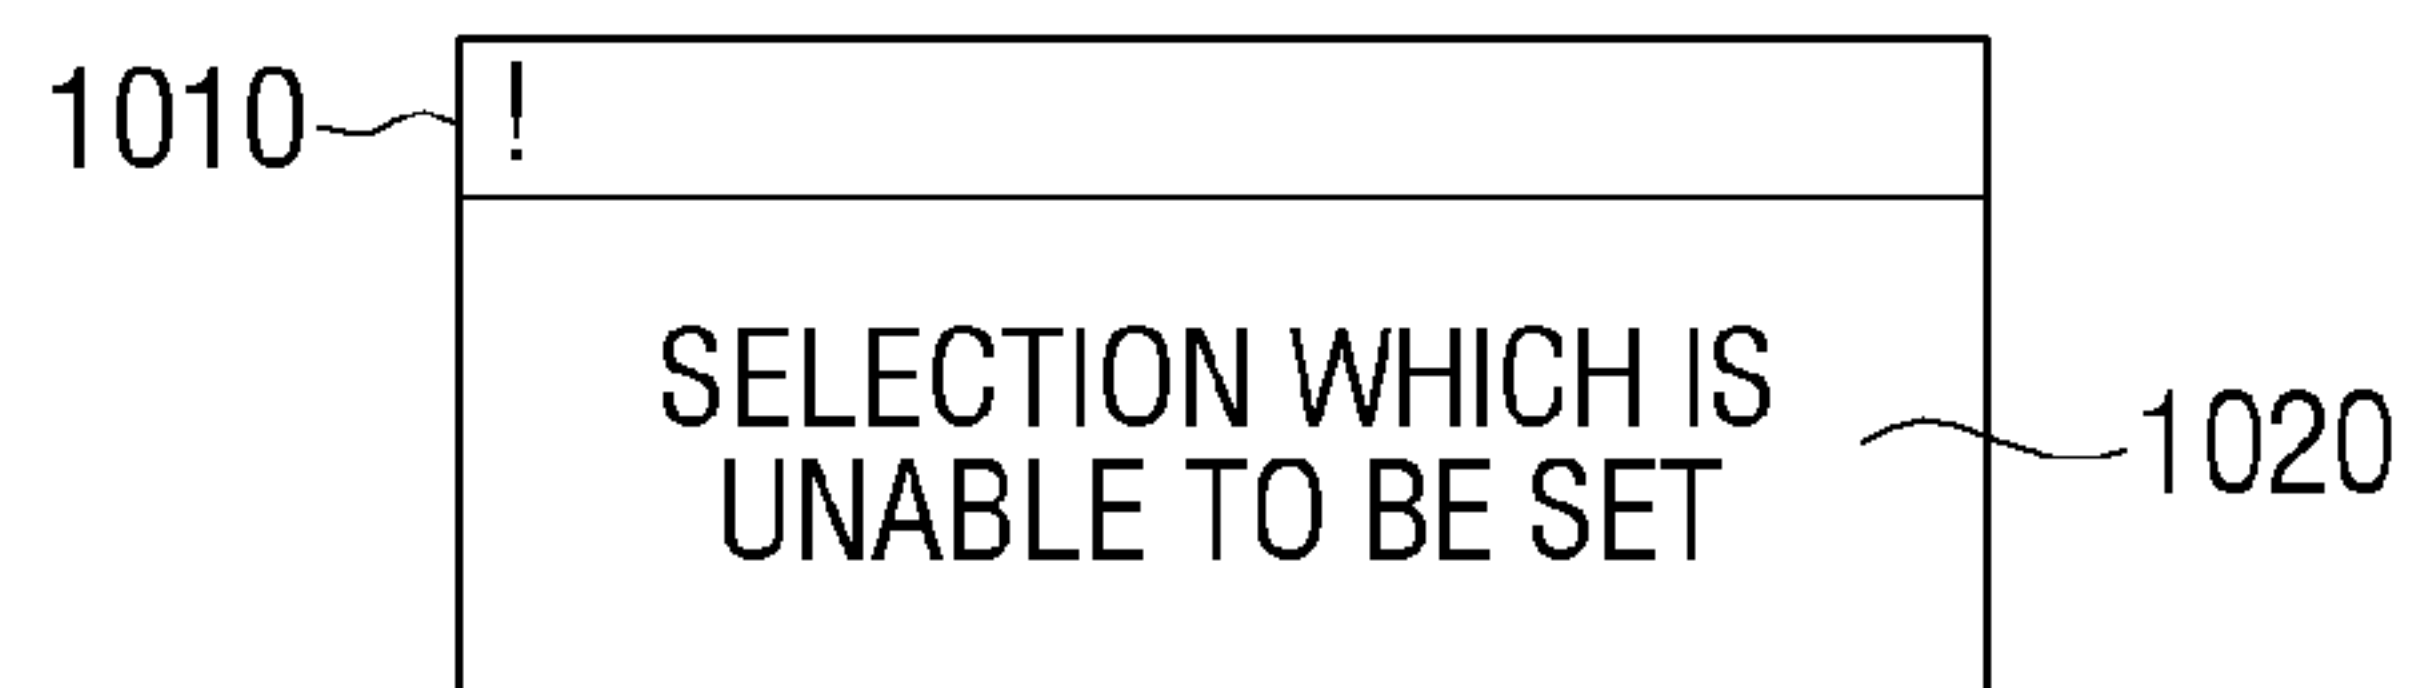 1010
!
SELECTION WHICH IS
UNABLE TO BE SET
1020